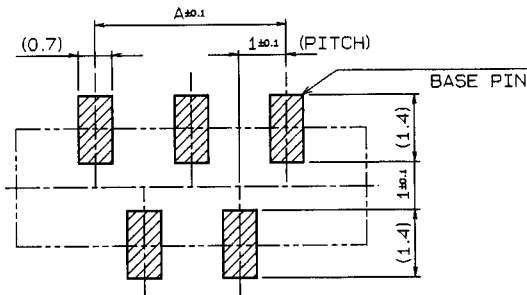 A±0.1
(0.7)
1±0.1
(PITCH)
BASE PIN
(1.4)
1±0.1
(1.4)